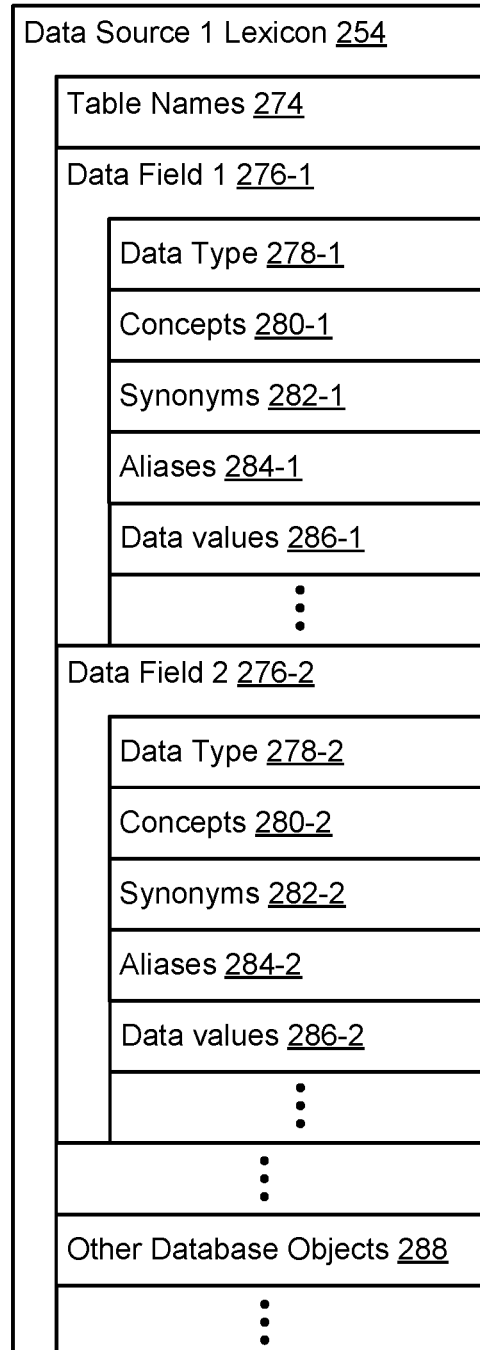 Data Source 1 Lexicon 254
Table Names 274
Data Field 1 276-1
Data Type 278-1
Concepts 280-1
Synonyms 282-1
Aliases 284-1
Data values 286-1
Data Field 2 276-2
Data Type 278-2
Concepts 280-2
Synonyms 282-2
Aliases 284-2
Data values 286-2
Other Database Objects 288